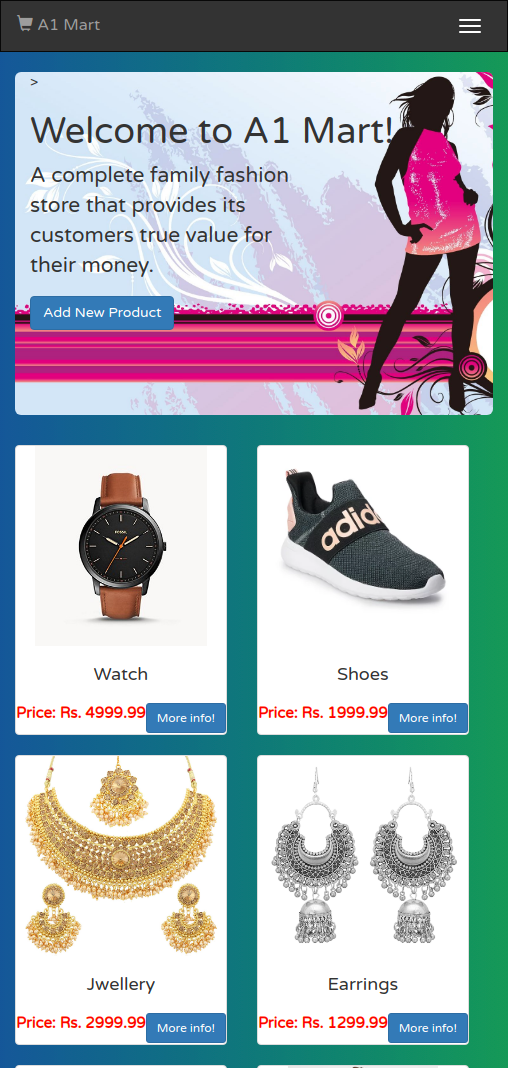 A1 Mart
>
Welcome to A1 Mart!
A complete family fashion
store that provides its
customers true value for
their money.
Add New Product
FOSSIL
adida
Watch
Shoes
Price: Rs. 4999.99 More info!
Price: Rs. 1999.99 More info!
Jwellery
Earrings
Price: Rs. 2999.99 More info!
Price: Rs. 1299.99 More info!